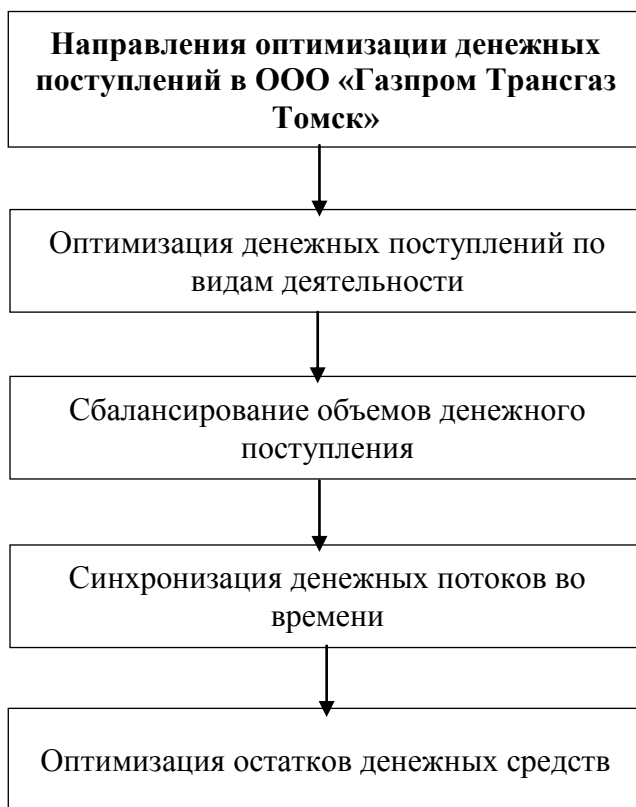 Направления оптимизации денежных
поступлений в ООО «Газпром Трансгаз
Томск»
Оптимизация денежных поступлений по
видам деятельности
Сбалансирование объемов денежного
поступления
Синхронизация денежных потоков во
времени
Оптимизация остатков денежных средств